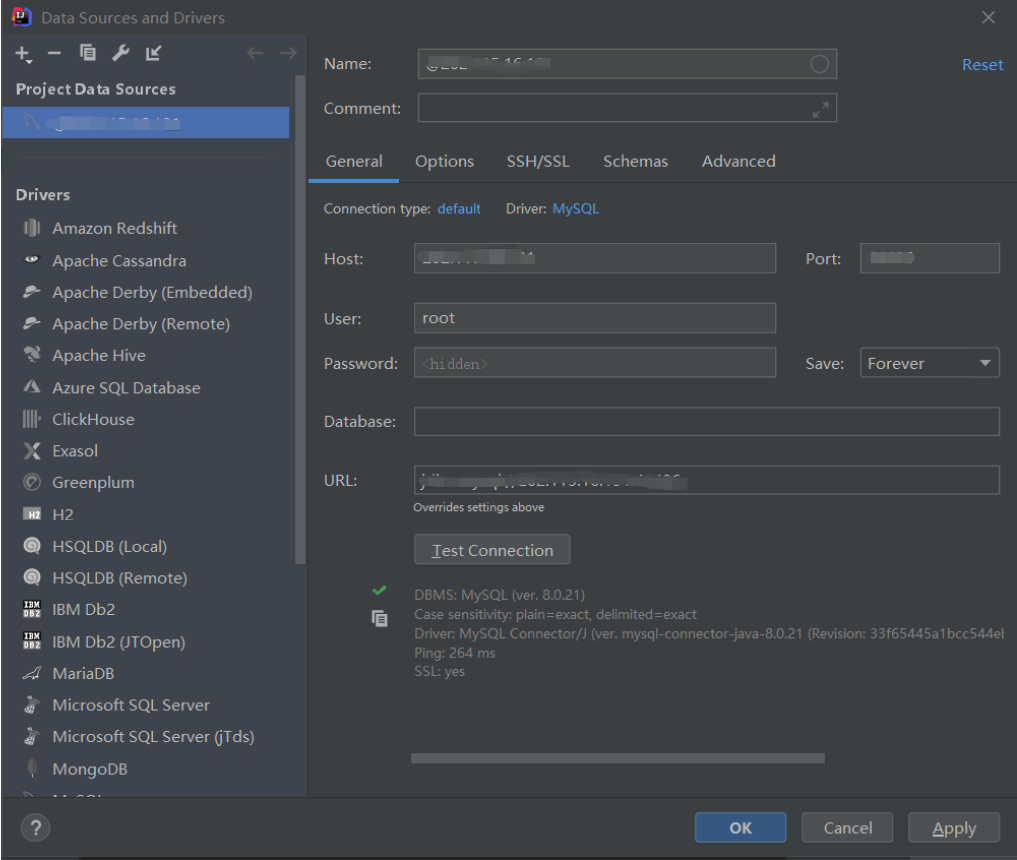 Data Sources and Drivers
Project Data Sources
Drivers
Amazon Redshift
Apache Cassandra
Apache Derby (Embedded)
Apache Derby (Remote)
Apache Hive
Azure SQL Database
ClickHouse
Exasol
Greenplum
H2
HSQLDB (Local)
HSQLDB (Remote)
IBM Db2
IBM Db2 (JTOpen)
MariaDB
Microsoft SQL Server
Microsoft SQL Server (jTds)
MongoDB
Name:
Reset
Comment:
General Options SSH/SSL Schemas Advanced
Connection type: default Driver: MySQL
Host:
Port:
User: root
Password: <hidden> Save: Forever
Database:
URL:
Overrides settings above
Test Connection
DBMS: MySQL (ver. 8.0.21)
Case sensitivity: plain=exact, delimited=exact
Driver: MySQL Connector/J (ver. mysql-connector-java-8.0.21 (Revision: 33f65445a1bcc544el
Ping: 264 ms
SSL: yes
? OK Cancel Apply